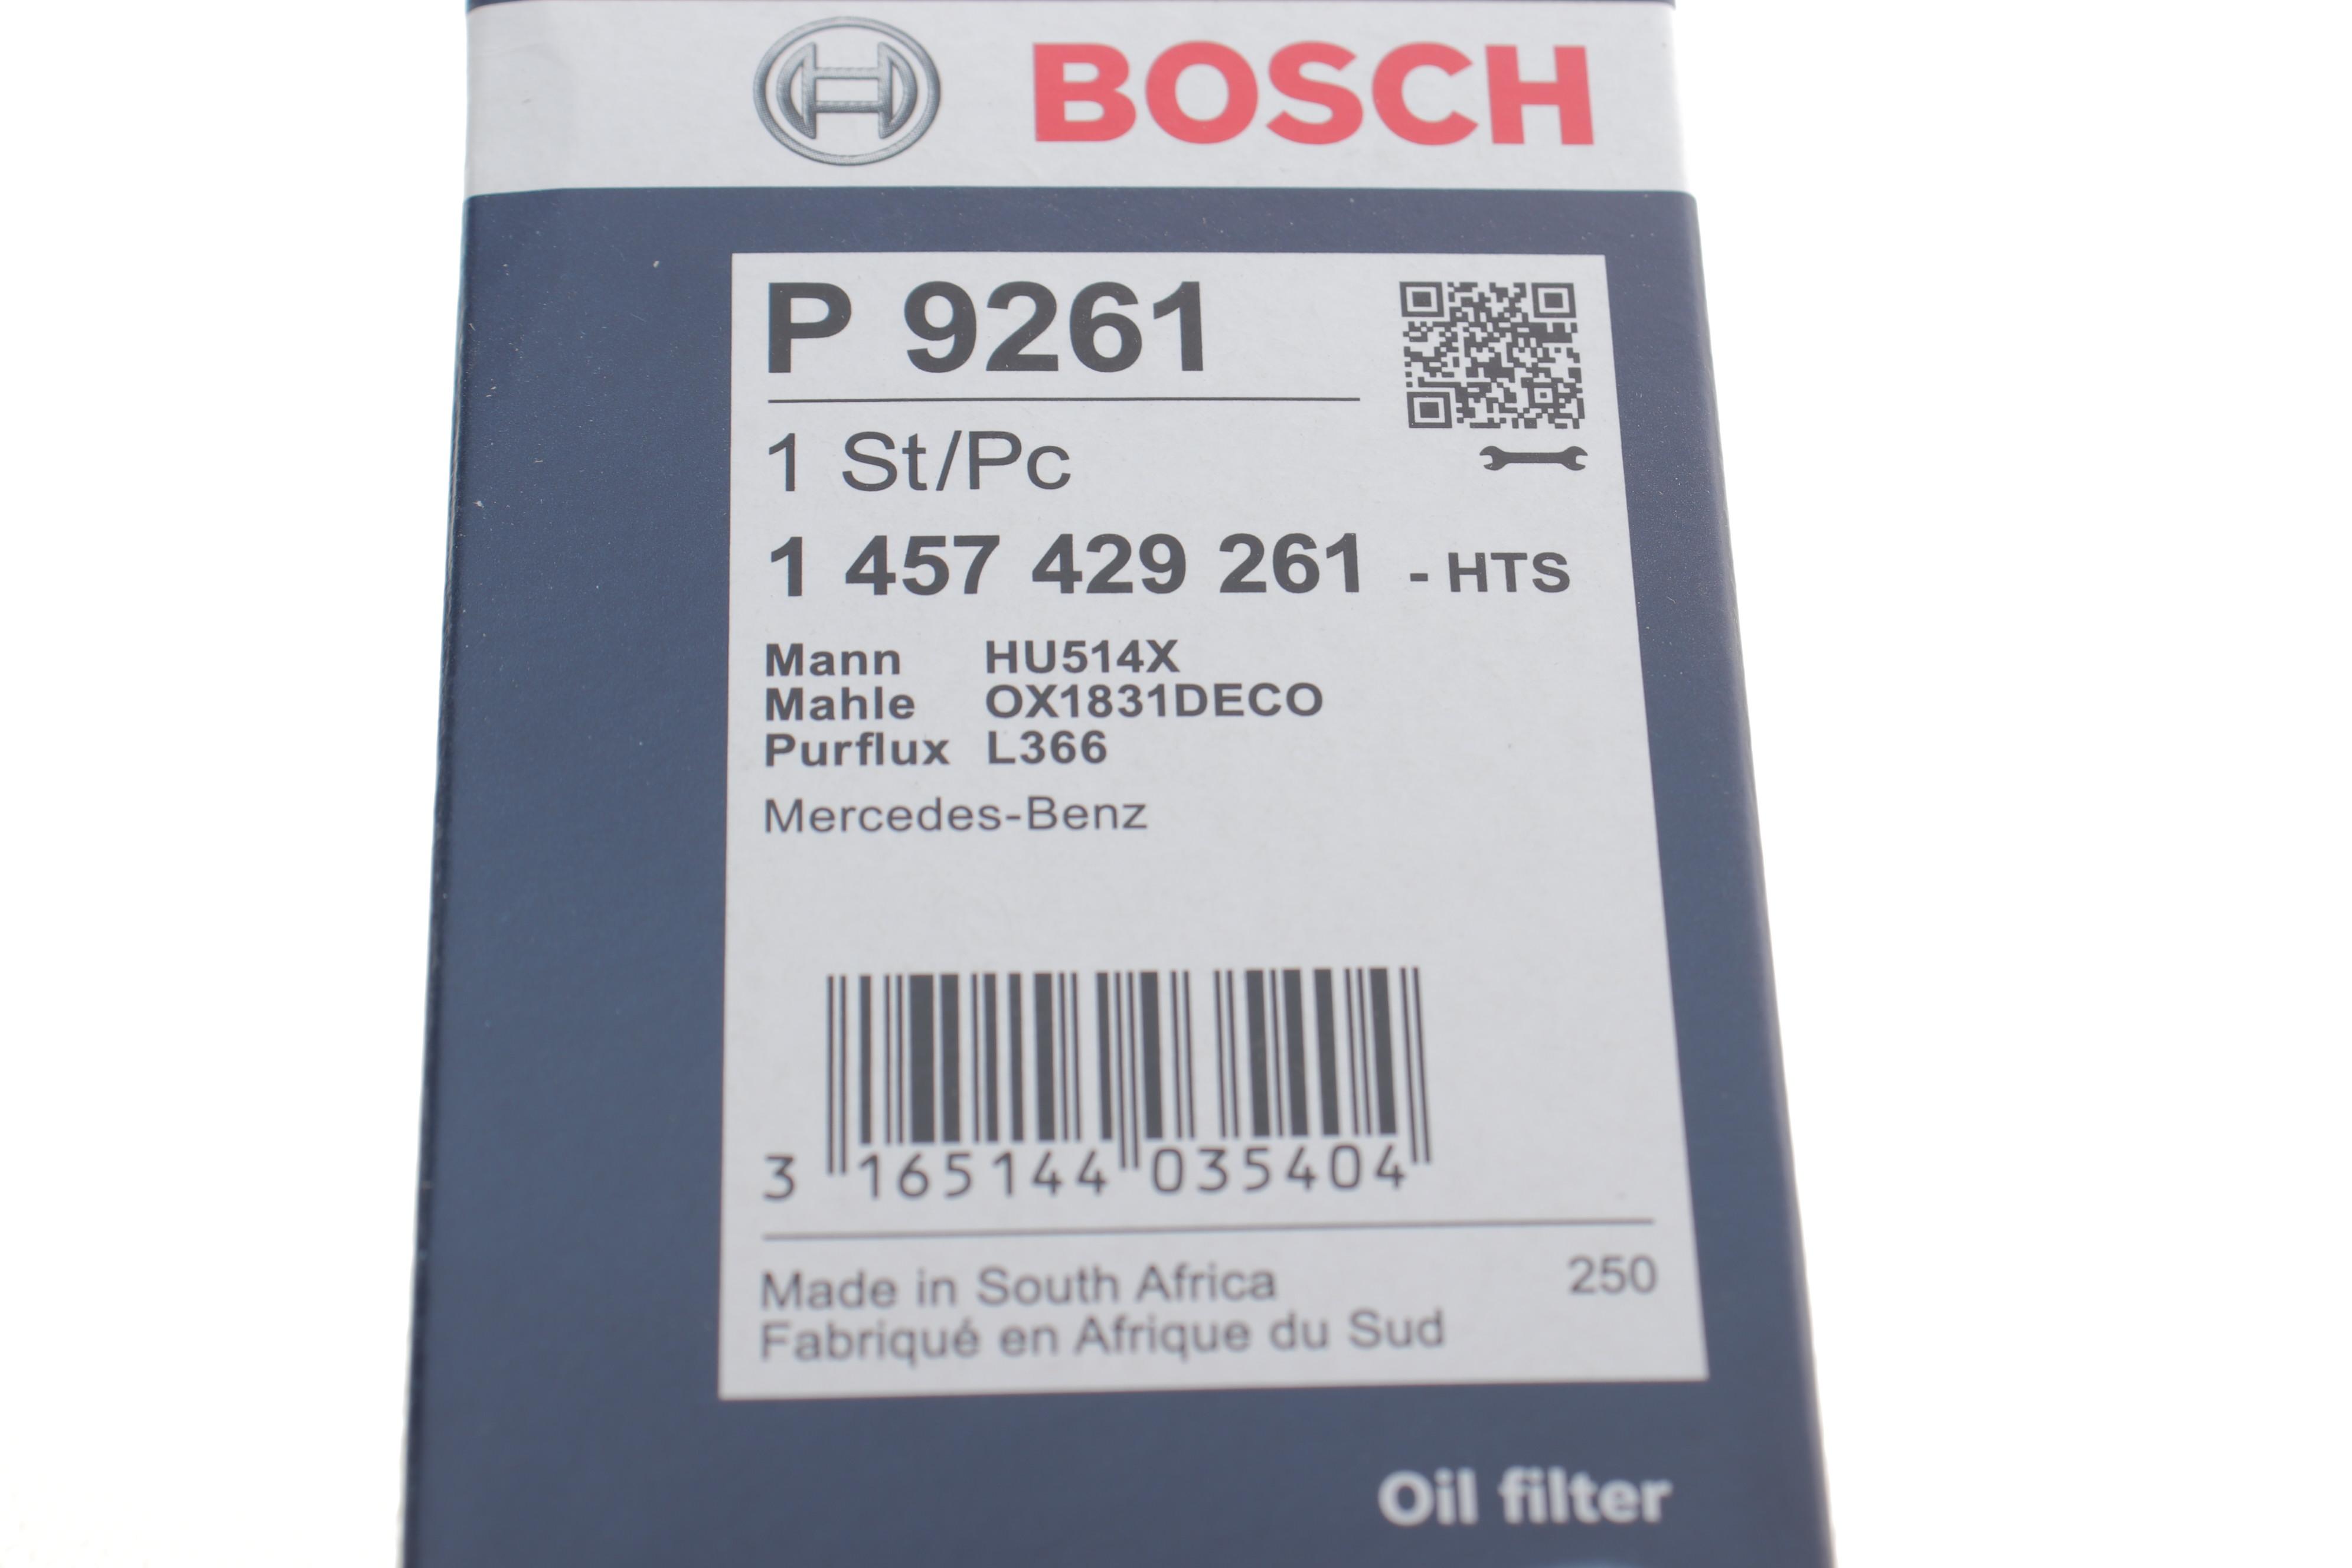 BOSCH
P 9261
1 St/Pc
1 457 429 261 - HTS
Mann HU514X
Mahle OX1831DECO
Purflux L366
Mercedes-Benz
3 165144 035404
Made in South Africa 250
Fabriqué en Afrique du Sud
Oil filter